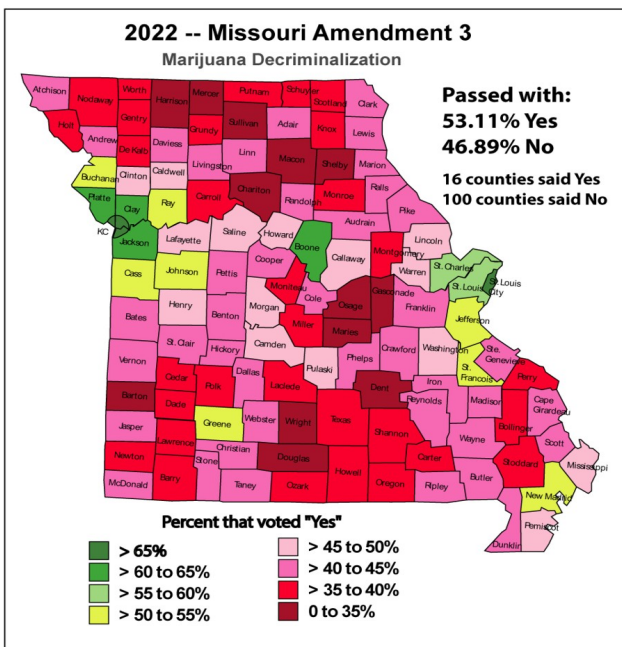 2022 -- Missouri Amendment 3
Marijuana Decriminalization
Passed with:
53.11% Yes
46.89% No
16 counties said Yes
100 counties said No
Atchison Nodaway Worth Harrison Mercer Putnam Schuyler Scotland Clark
Holt Gentry Sullivan Adair Knox Lewis
Andrew De Kalb Daviess Grundy Linn Macon Shelby Marion
Buchanan Clinton Caldwell Livingston Chariton Randolph Monroe Ralls Pike
Platte Clay Ray Carroll Saline Howard Boone Audrain Lincoln
KC Jackson Lafayette Cooper Callaway Montgomery Warren St. Charles St. Louis St. Louis City
Cass Johnson Pettis Moniteau Cole Osage Gasconade Franklin Jefferson
Bates Henry Benton Morgan Miller Maries Crawford Washington Ste. Genevieve
Vernon St. Clair Hickory Camden Pulaski Phelps Iron St. Francois Perry
Barton Cedar Polk Dallas Laclede Dent Reynolds Madison Cape Girardeau
Jasper Dade Greene Webster Wright Texas Shannon Wayne Bollinger Scott
Newton Lawrence Christian Douglas Howell Carter Butler Stoddard Mississippi
McDonald Barry Stone Taney Ozark Oregon Ripley New Madrid
Dunklin Pemiscot
Percent that voted "Yes"
> 65%
> 60 to 65%
> 55 to 60%
> 50 to 55%
> 45 to 50%
> 40 to 45%
> 35 to 40%
0 to 35%